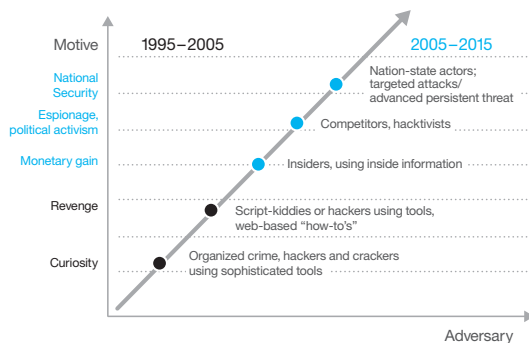 Motive
1995–2005
2005–2015
National
Security
Nation-state actors;
targeted attacks/
advanced persistent threat
Espionage,
political activism
Competitors, hacktivists
Monetary gain
Insiders, using inside information
Revenge
Script-kiddies or hackers using tools,
web-based “how-to’s”
Curiosity
Organized crime, hackers and crackers
using sophisticated tools
Adversary